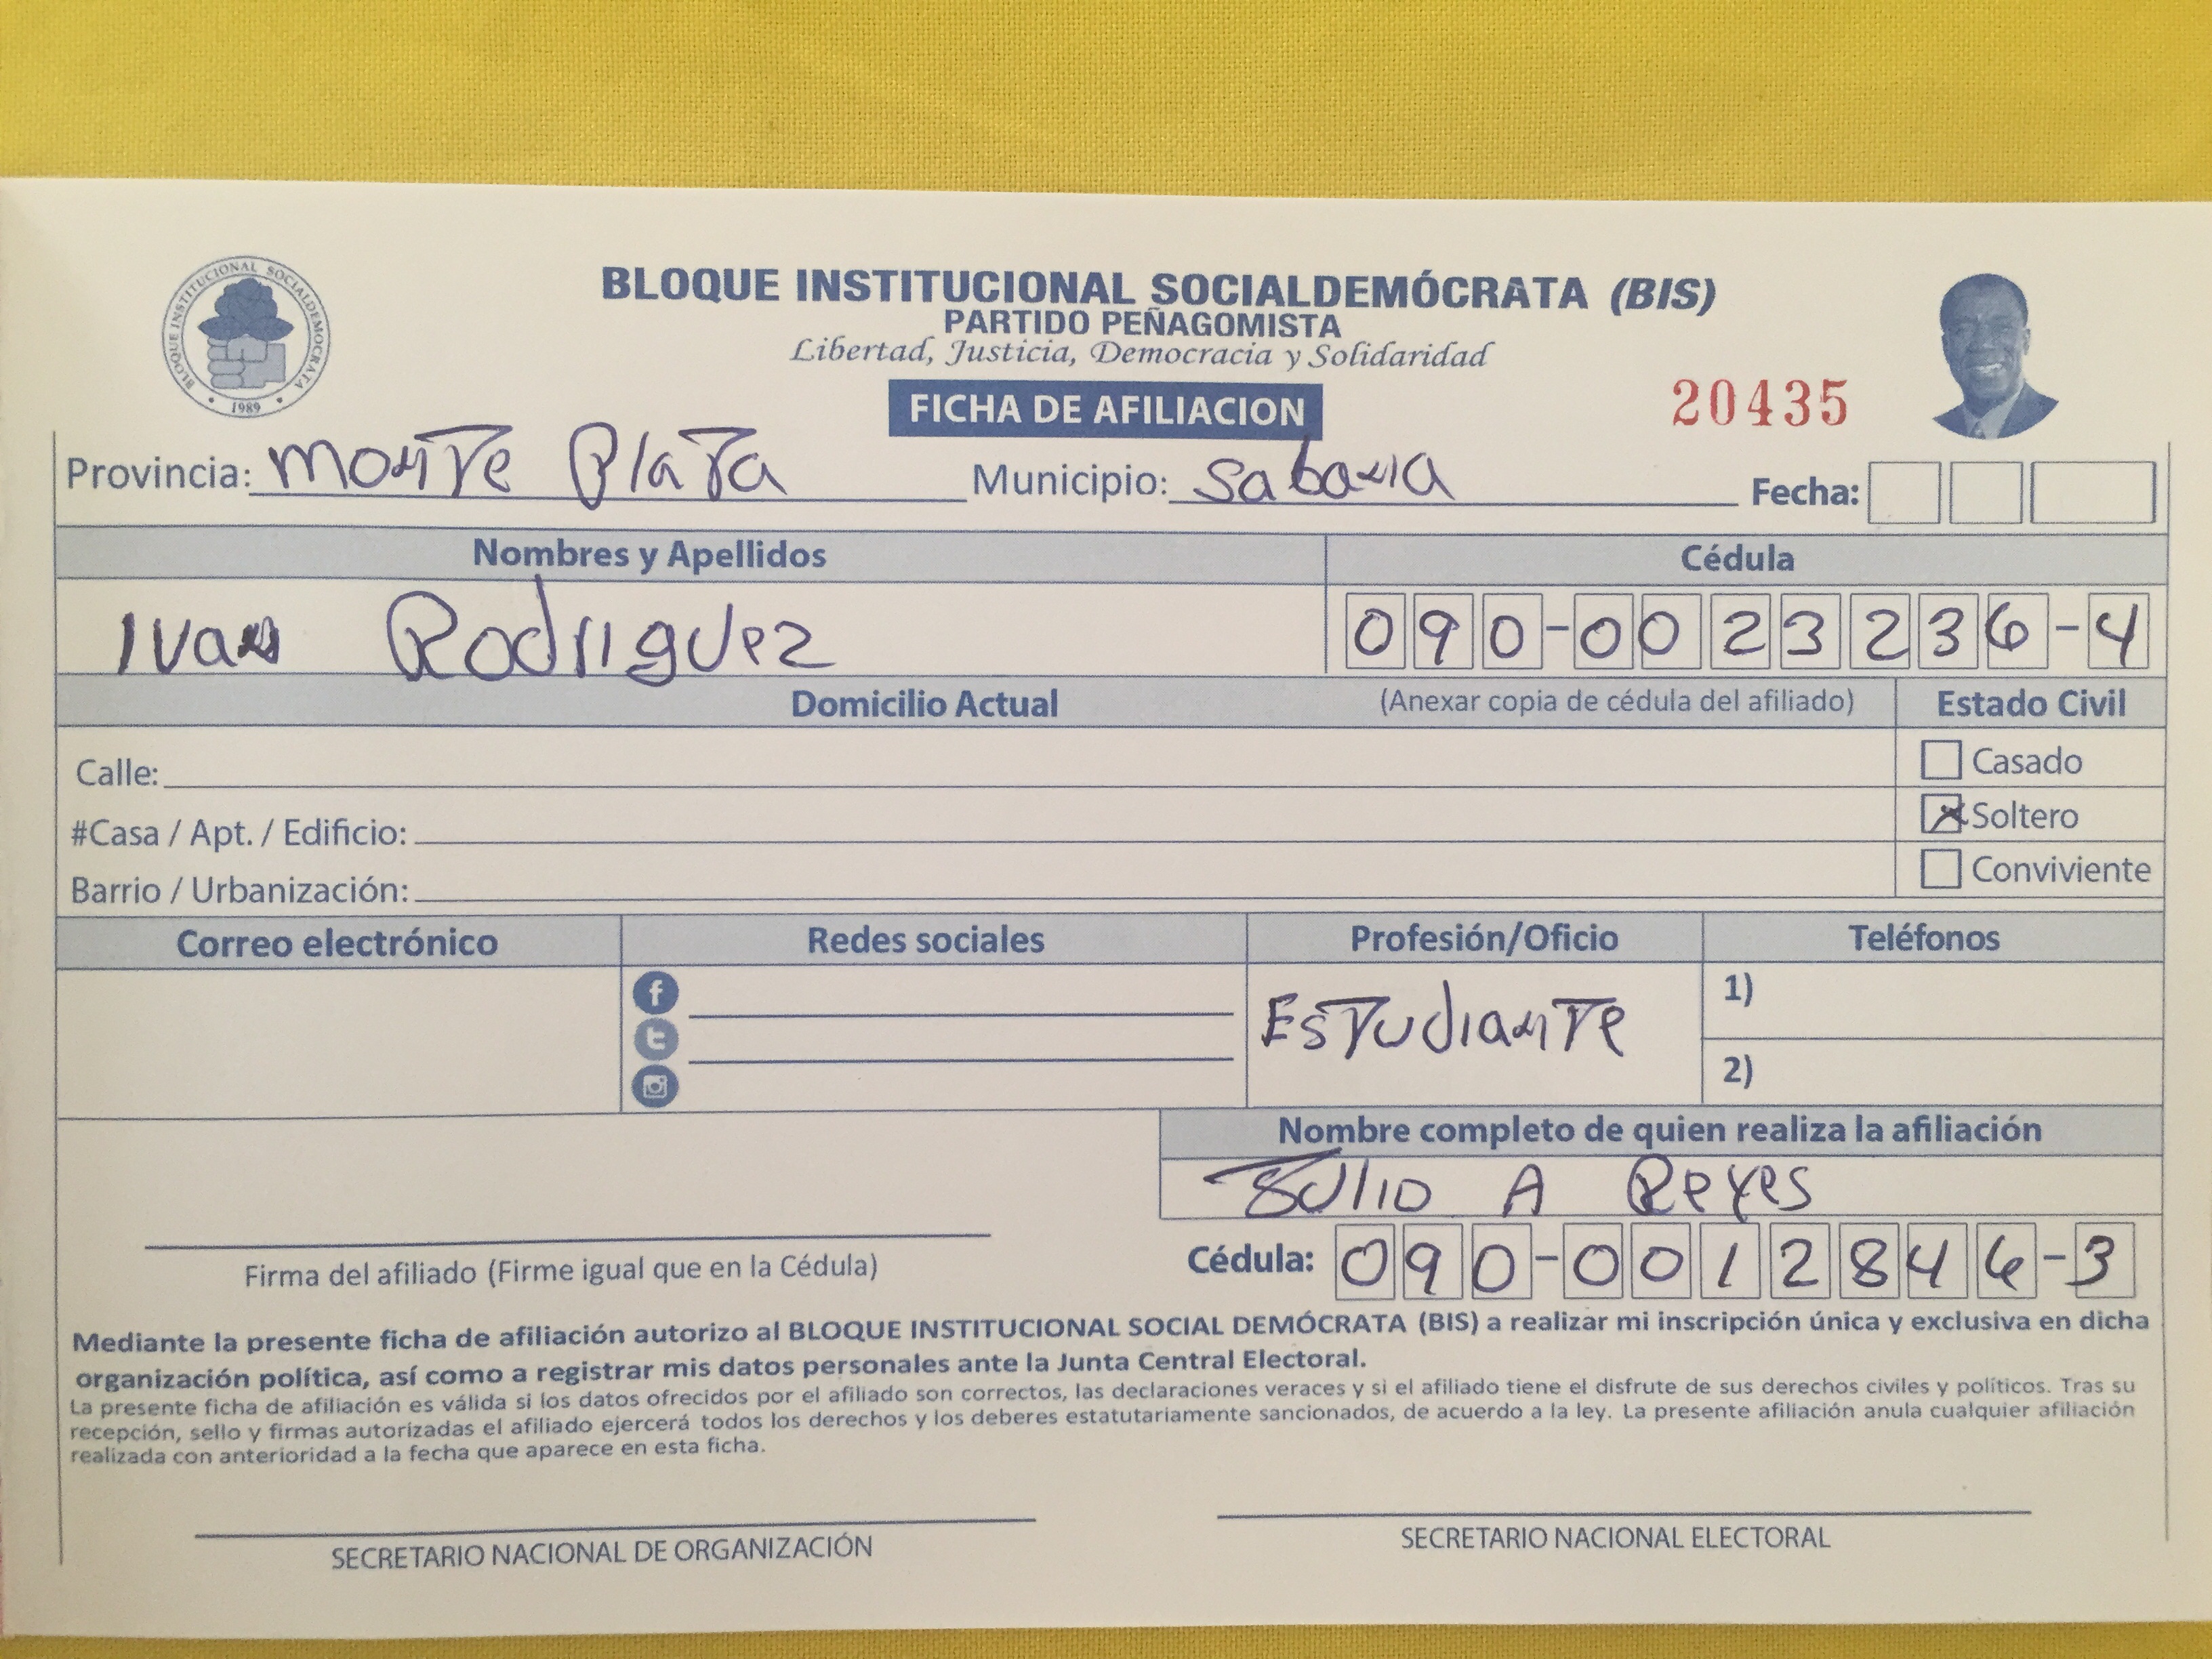 BLOQUE INSTITUCIONAL SOCIALDEMOCRATA
1989
BLOQUE INSTITUCIONAL SOCIALDEMÓCRATA (BIS)
PARTIDO PEÑAGOMISTA
Libertad, Justicia, Democracia y Solidaridad
FICHA DE AFILIACION
20435
Provincia: Monte Plata Municipio: Sabana Fecha:
Nombres y Apellidos Cédula
Ivan Rodriguez 090-0023236-4
Domicilio Actual (Anexar copia de cédula del afiliado) Estado Civil
Calle: Casado
#Casa / Apt. / Edificio: Soltero
Barrio / Urbanización: Conviviente
Correo electrónico Redes sociales Profesión/Oficio Teléfonos
Estudiante 1)
2)
Nombre completo de quien realiza la afiliación
Julio A Reyes
Cédula: 090-0012846-3
Firma del afiliado (Firme igual que en la Cédula)
Mediante la presente ficha de afiliación autorizo al BLOQUE INSTITUCIONAL SOCIAL DEMÓCRATA (BIS) a realizar mi inscripción única y exclusiva en dicha
organización política, así como a registrar mis datos personales ante la Junta Central Electoral.
La presente ficha de afiliación es válida si los datos ofrecidos por el afiliado son correctos, las declaraciones veraces y si el afiliado tiene el disfrute de sus derechos civiles y políticos. Tras su
recepción, sello y firmas autorizadas el afiliado ejercerá todos los derechos y los deberes estatutariamente sancionados, de acuerdo a la ley. La presente afiliación anula cualquier afiliación
realizada con anterioridad a la fecha que aparece en esta ficha.
SECRETARIO NACIONAL DE ORGANIZACIÓN SECRETARIO NACIONAL ELECTORAL